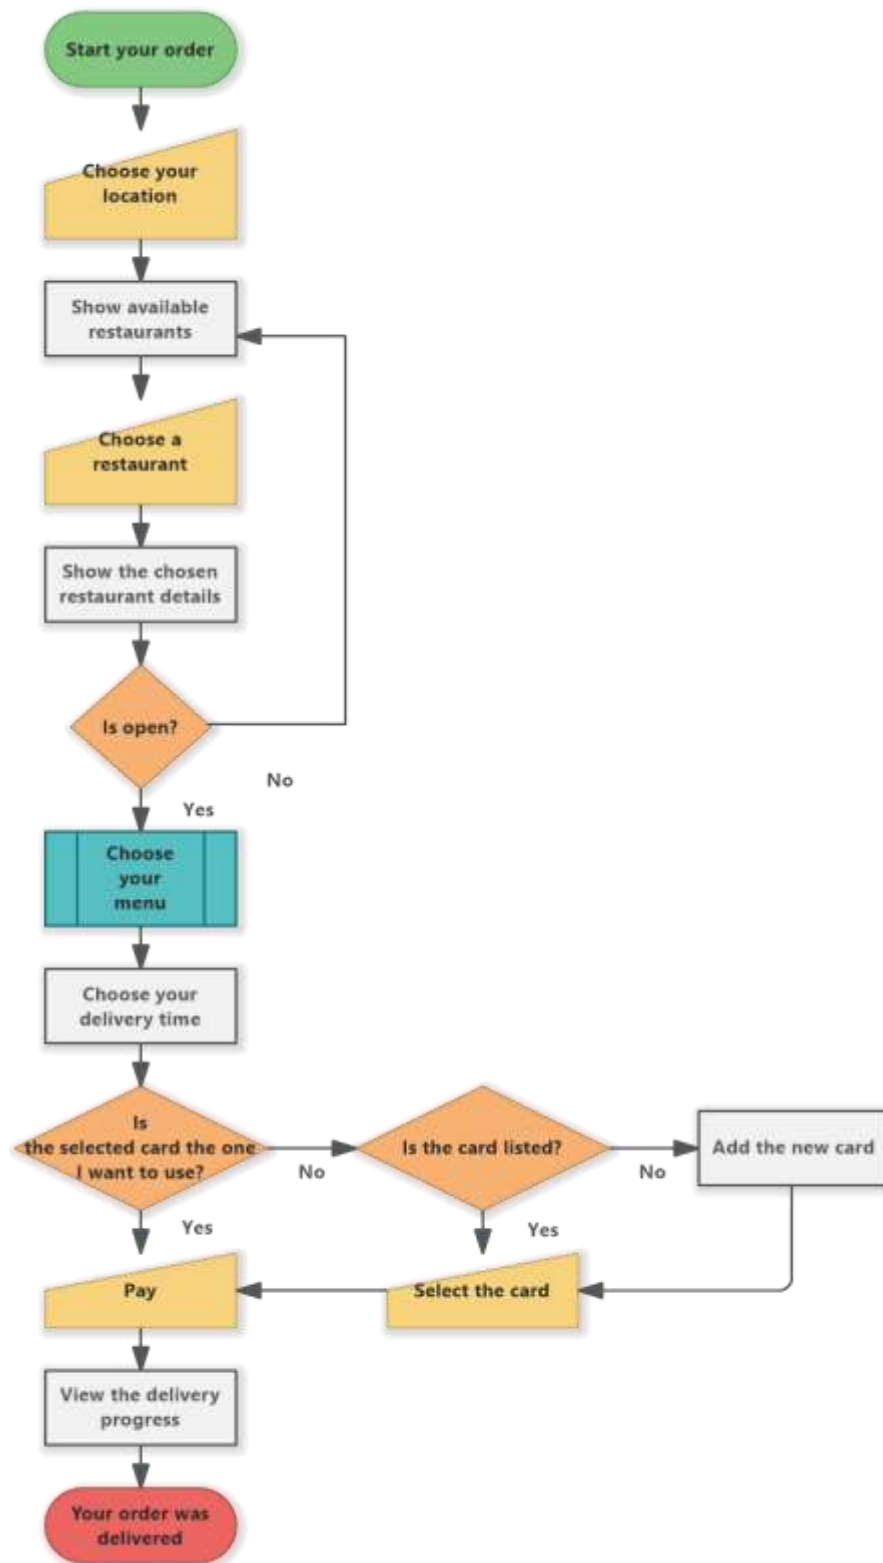 Start your order
Choose your
location
Show available
restaurants
Choose a
restaurant
Show the chosen
restaurant details
Is open?
No
Yes
Choose
your
menu
Choose your
delivery time
Is
the selected card the one
I want to use?
No
Is the card listed?
No
Add the new card
Yes
Yes
Pay
Select the card
View the delivery
progress
Your order was
delivered